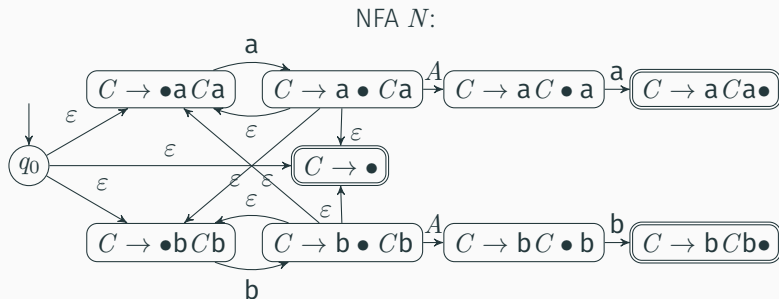 NFA N:
a
C → •aCa C → a • Ca A C → aC • a a C → aCa•
ε ε ε
q₀ ε C → •
ε ε ε
ε ε
C → •bCb C → b • Cb A C → bC • b b C → bCb•
b